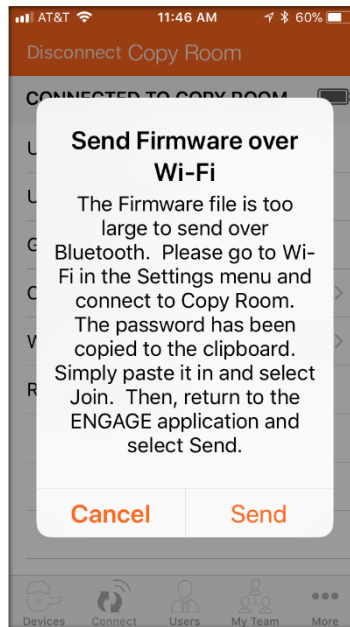 AT&T 11:46 AM 60%
Disconnect Copy Room
CONNECTED TO COPY ROOM
Send Firmware over
Wi-Fi
The Firmware file is too
large to send over
Bluetooth. Please go to Wi-
Fi in the Settings menu and
connect to Copy Room.
The password has been
copied to the clipboard.
Simply paste it in and select
Join. Then, return to the
ENGAGE application and
select Send.
Cancel Send
Devices Connect Users My Team More